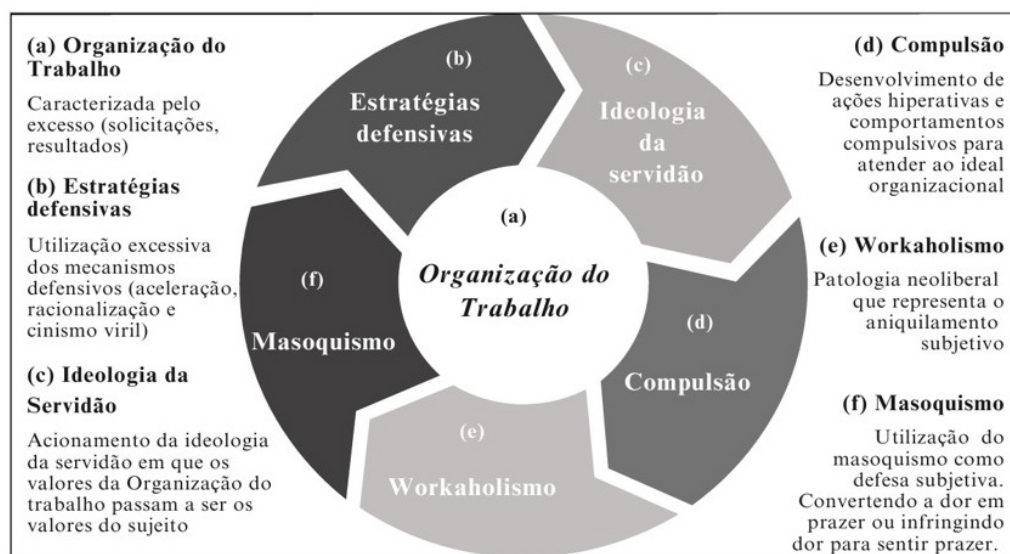 (a) Organização do
Trabalho
Caracterizada pelo
excesso (solicitações,
resultados)
(b) Estratégias
defensivas
Utilização excessiva
dos mecanismos
defensivos (aceleração,
racionalização e
cinismo viril)
(c) Ideologia da
Servidão
Acionamento da ideologia
da servidão em que os
valores da Organização do
trabalho passam a ser os
valores do sujeito
(b)
Estratégias
defensivas
(c)
Ideologia
da
servidão
(a)
Organização do
Trabalho
(f)
Masoquismo
(d)
Compulsão
(e)
Workaholismo
(d) Compulsão
Desenvolvimento de
ações hiperativas e
comportamentos
compulsivos para
atender ao ideal
organizacional
(e) Workaholismo
Patologia neoliberal
que representa o
aniquilamento
subjetivo
(f) Masoquismo
Utilização do
masoquismo como
defesa subjetiva.
Convertendo a dor em
prazer ou infringindo
dor para sentir prazer.